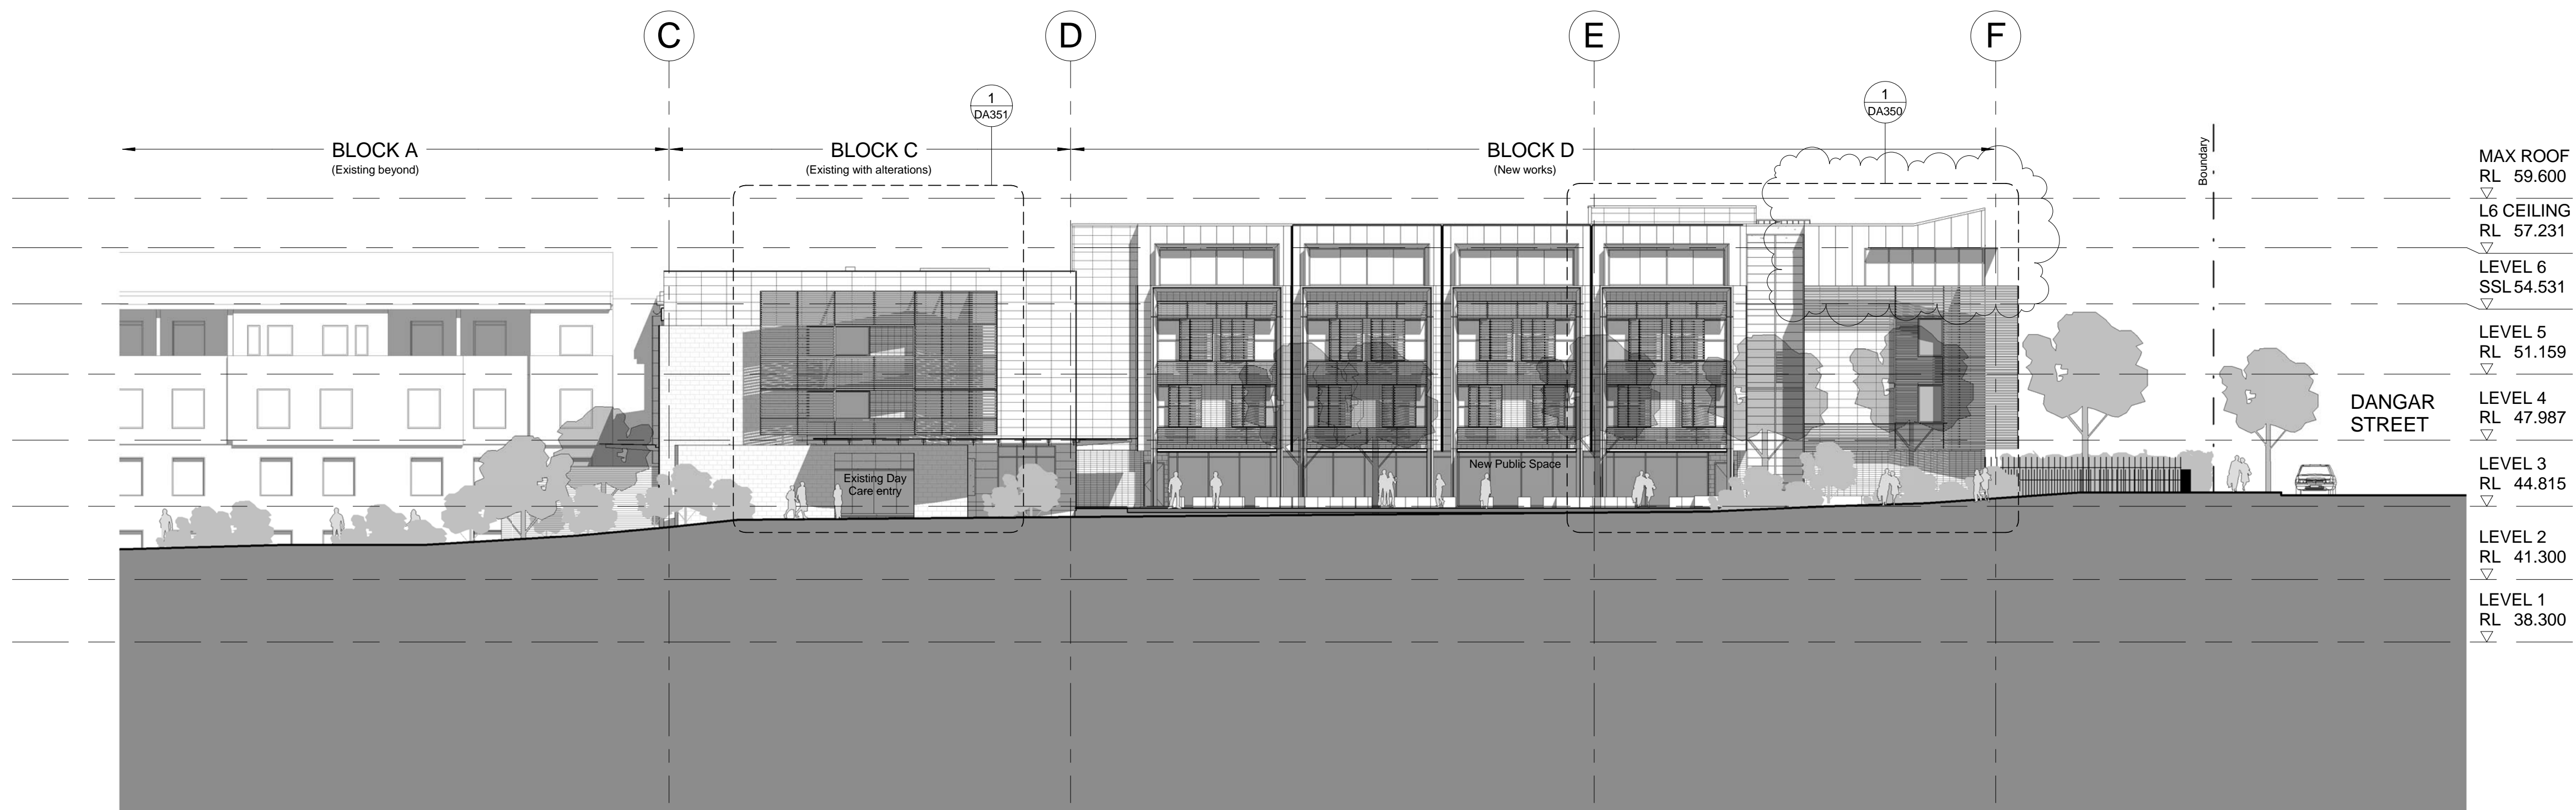 C
D
E
F
1
DA351
1
DA350
BLOCK A
(Existing beyond)
BLOCK C
(Existing with alterations)
BLOCK D
(New works)
Boundary
MAX ROOF
RL 59.600
L6 CEILING
RL 57.231
LEVEL 6
SSL 54.531
LEVEL 5
RL 51.159
LEVEL 4
RL 47.987
LEVEL 3
RL 44.815
LEVEL 2
RL 41.300
LEVEL 1
RL 38.300
DANGAR
STREET
New Public Space
Existing Day
Care entry